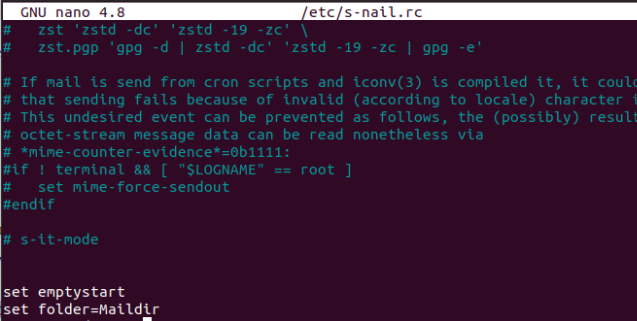 GNU nano 4.8 /etc/s-nail.rc
#   zst 'zstd -dc' 'zstd -19 -zc' \
#   zst.pgp 'gpg -d | zstd -dc' 'zstd -19 -zc | gpg -e'
# If mail is send from cron scripts and iconv(3) is compiled it, it
# that sending fails because of invalid (according to locale) character
# This undesired event can be prevented as follows, the (possibly)
# octet-stream message data can be read nonetheless via
# *mime-counter-evidence*=0b1111:
#if ! terminal && [ "$LOGNAME" == root ]
#   set mime-force-sendout
#endif
# s-it-mode
set emptystart
set folder=Maildir